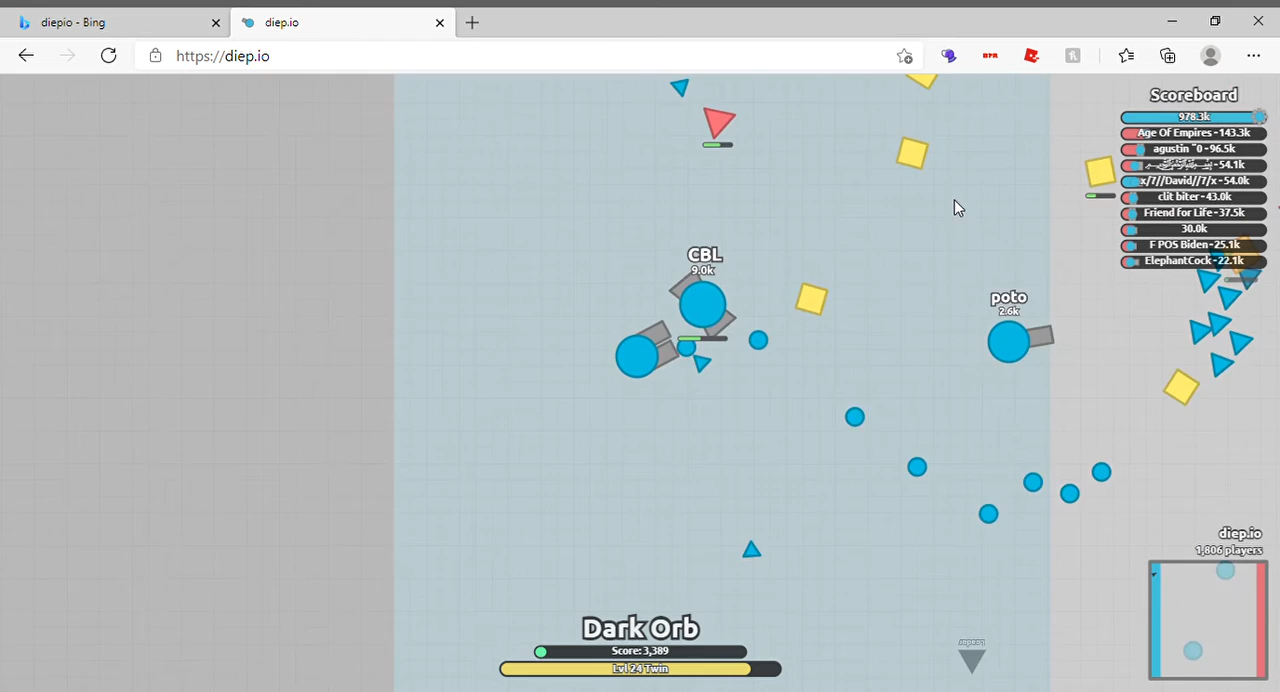 diepio - Bing
diep.io
https://diep.io
Scoreboard
978.3k
Age Of Empires - 143.3k
agustin ˜0 - 96.5k
- 54.1k
x/7//David//7/x - 54.0k
clit biter - 43.0k
Friend for Life - 37.5k
30.0k
F POS Biden - 25.1k
ElephantCock - 22.1k
CBL
9.0k
poto
2.6k
diep.io
1,806 players
Dark Orb
Score: 3,389
Lvl 24 Twin
Leader